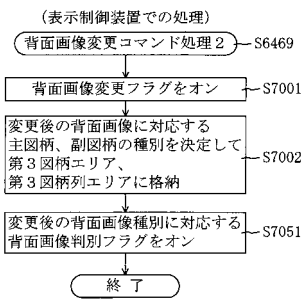 (表示制御装置での処理)
背面画像変更コマンド処理2
S6469
背面画像変更フラグをオン
S7001
変更後の背面画像に対応する
主図柄、副図柄の種別を決定して
第3図柄エリア、
第3図柄列エリアに格納
S7002
変更後の背面画像種別に対応する
背面画像判別フラグをオン
S7051
終了